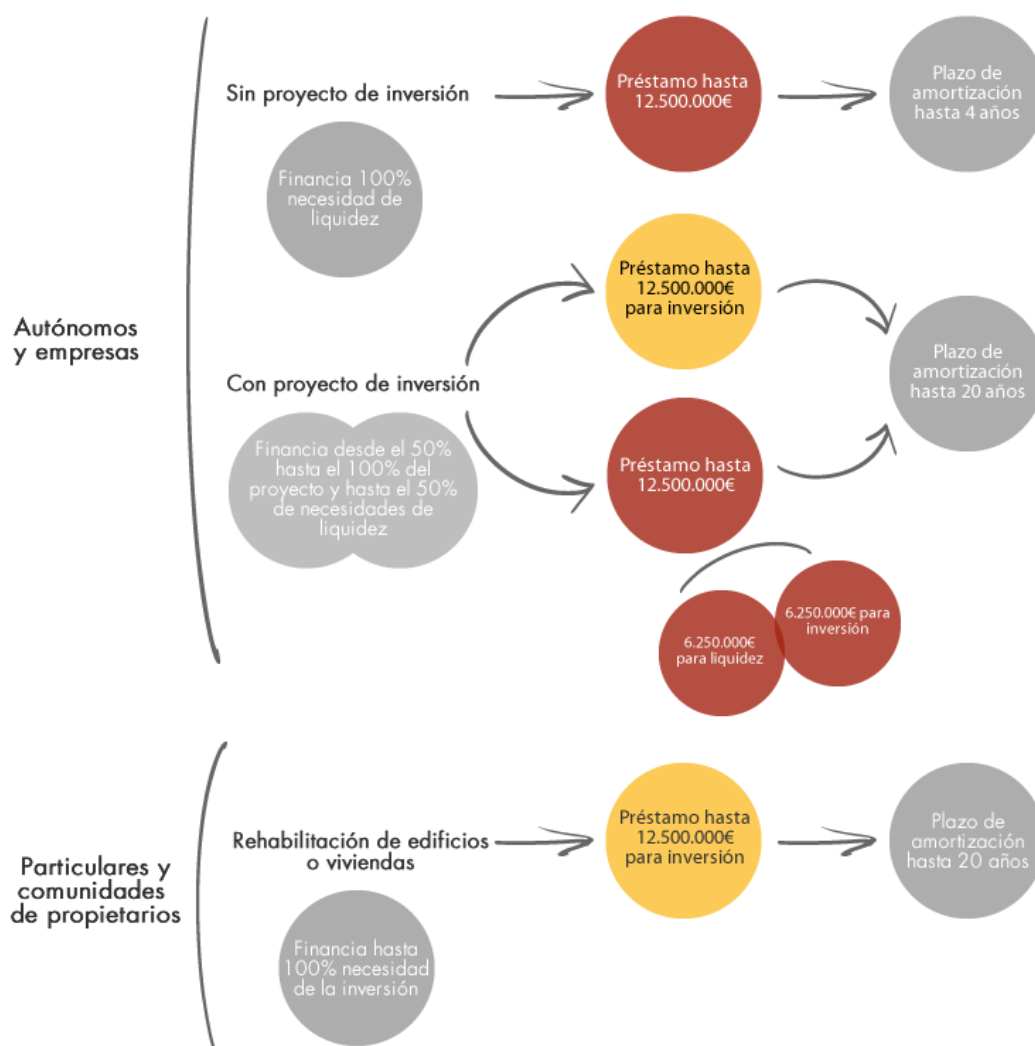 Sin proyecto de inversión
Préstamo hasta
12.500.000€
Plazo de
amortización
hasta 4 años
Financia 100%
necesidad de
liquidez
Autónomos
y empresas
Préstamo hasta
12.500.000€
para inversión
Plazo de
amortización
hasta 20 años
Con proyecto de inversión
Financia desde el 50%
hasta el 100% del
proyecto y hasta el 50%
de necesidades de
liquidez
Préstamo hasta
12.500.000€
6.250.000€
para liquidez
6.250.000€ para
inversión
Particulares y
comunidades
de propietarios
Rehabilitación de edificios
o viviendas
Préstamo hasta
12.500.000€
para inversión
Plazo de
amortización
hasta 20 años
Financia hasta
100% necesidad
de la inversión